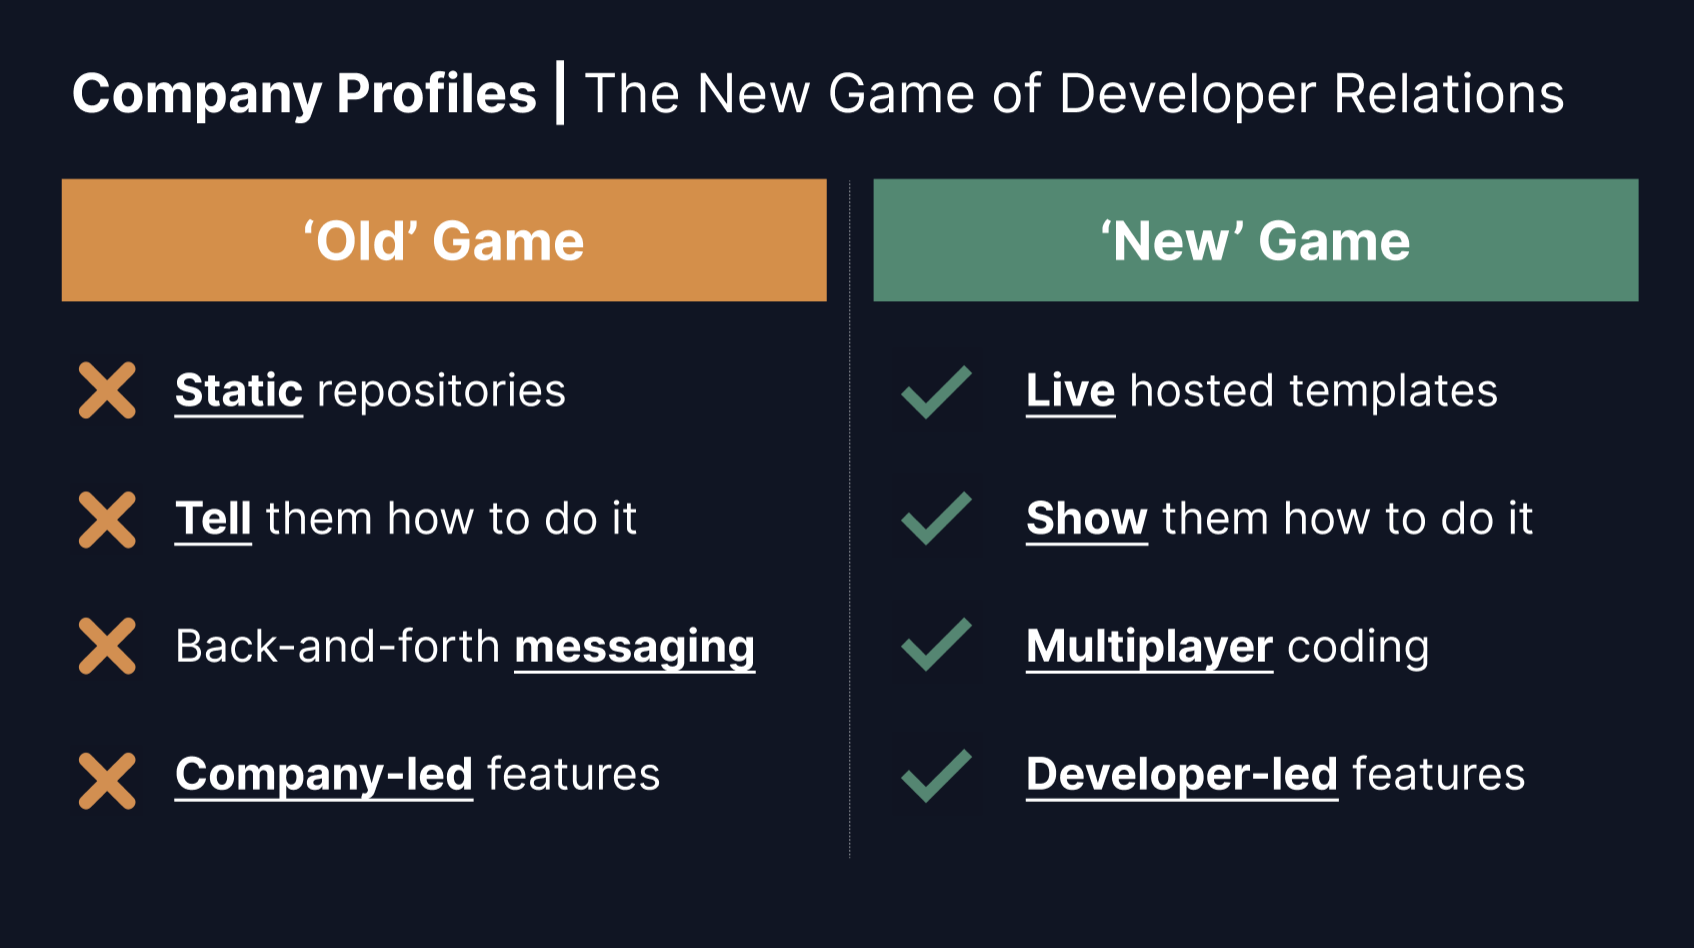 Company Profiles | The New Game of Developer Relations
‘Old’ Game
Static repositories
Tell them how to do it
Back-and-forth messaging
Company-led features
‘New’ Game
Live hosted templates
Show them how to do it
Multiplayer coding
Developer-led features